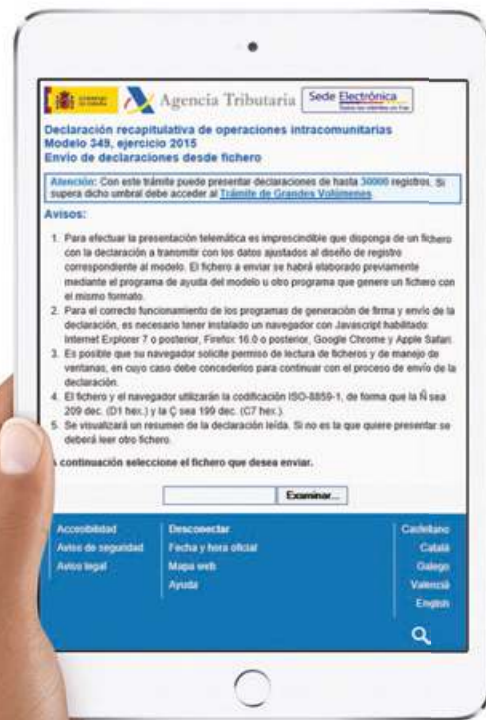 Agencia Tributaria
Sede Electrónica
Declaración recapitulativa de operaciones intracomunitarias
Modelo 349, ejercicio 2015
Envío de declaraciones desde fichero
Atención: Con este trámite puede presentar declaraciones de hasta 30000 registros. Si
supera dicho umbral debe acceder al Trámite de Grandes Volúmenes
Avisos:
1. Para efectuar la presentación telemática es imprescindible que disponga de un fichero
con la declaración a transmitir con los datos ajustados al diseño de registro
correspondiente al modelo. El fichero a enviar se habrá elaborado previamente
mediante el programa de ayuda del modelo u otro programa que genere un fichero con
el mismo formato.
2. Para el correcto funcionamiento de los programas de generación de firma y envío de la
declaración, es necesario tener instalado un navegador con Javascript habilitado:
Internet Explorer 7 o posterior, Firefox 16.0 o posterior, Google Chrome y Apple Safari.
3. Es posible que su navegador solicite permiso de lectura de ficheros y de manejo de
ventanas, en cuyo caso debe concederlos para continuar con el proceso de envío de la
declaración.
4. El fichero y el navegador utilizarán la codificación ISO-8859-1, de forma que la Ñ sea
209 dec. (D1 hex.) y la Ç sea 199 dec. (C7 hex.)
5. Se visualizará un resumen de la declaración leída. Si no es la que quiere presentar se
deberá leer otro fichero.
continuación seleccione el fichero que desea enviar.
Examinar...
Accesibilidad Desconectar Castellano
Aviso de seguridad Fecha y hora oficial Català
Aviso legal Mapa web Galego
Ayuda Valencià
English